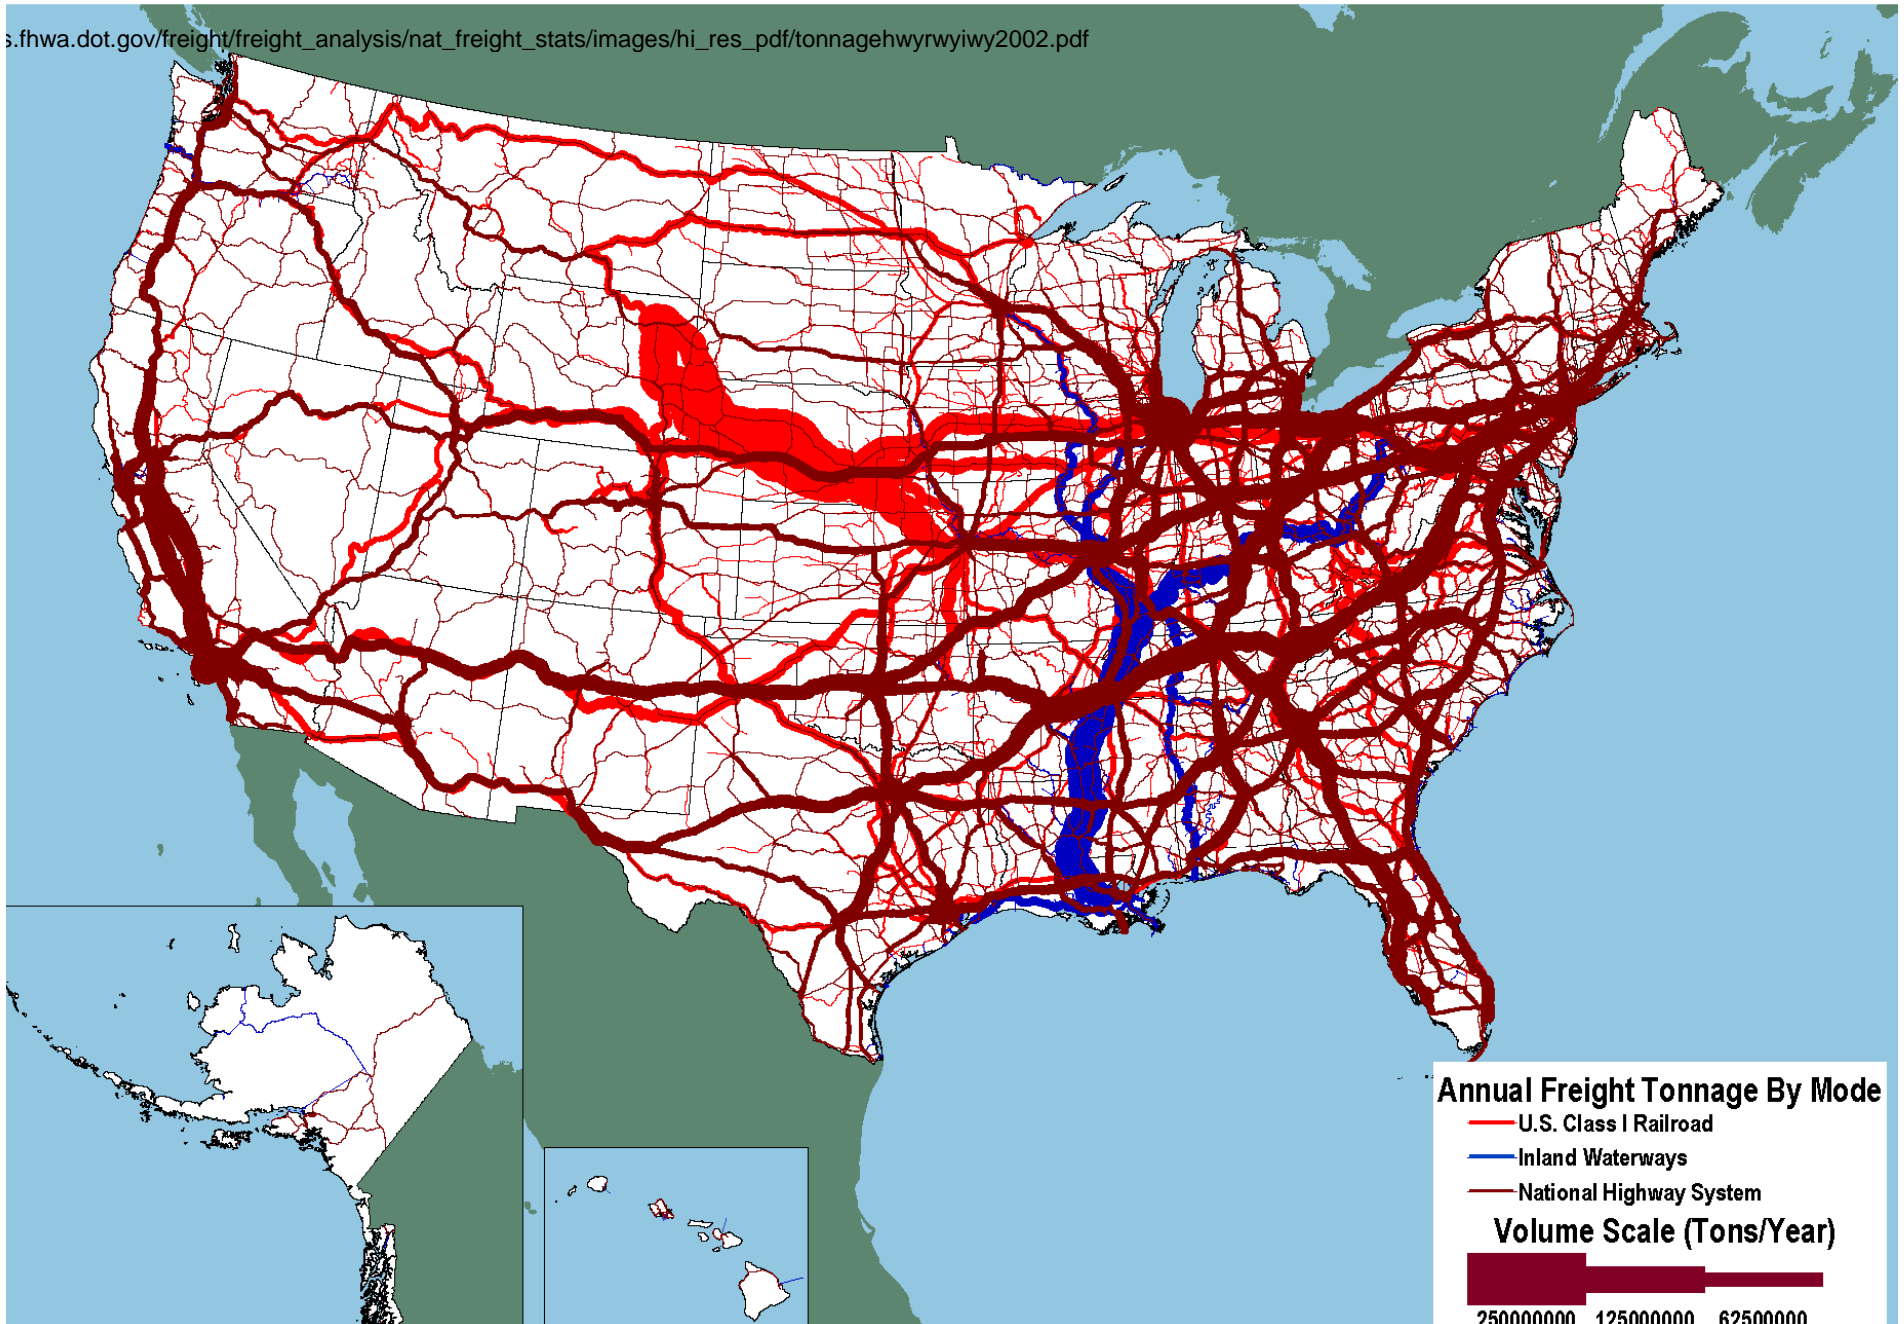 s.fhwa.dot.gov/freight/freight_analysis/nat_freight_stats/images/hi_res_pdf/tonnagehwyrwyiwy2002.pdf
Annual Freight Tonnage By Mode
U.S. Class I Railroad
Inland Waterways
National Highway System
Volume Scale (Tons/Year)
250000000 125000000 62500000